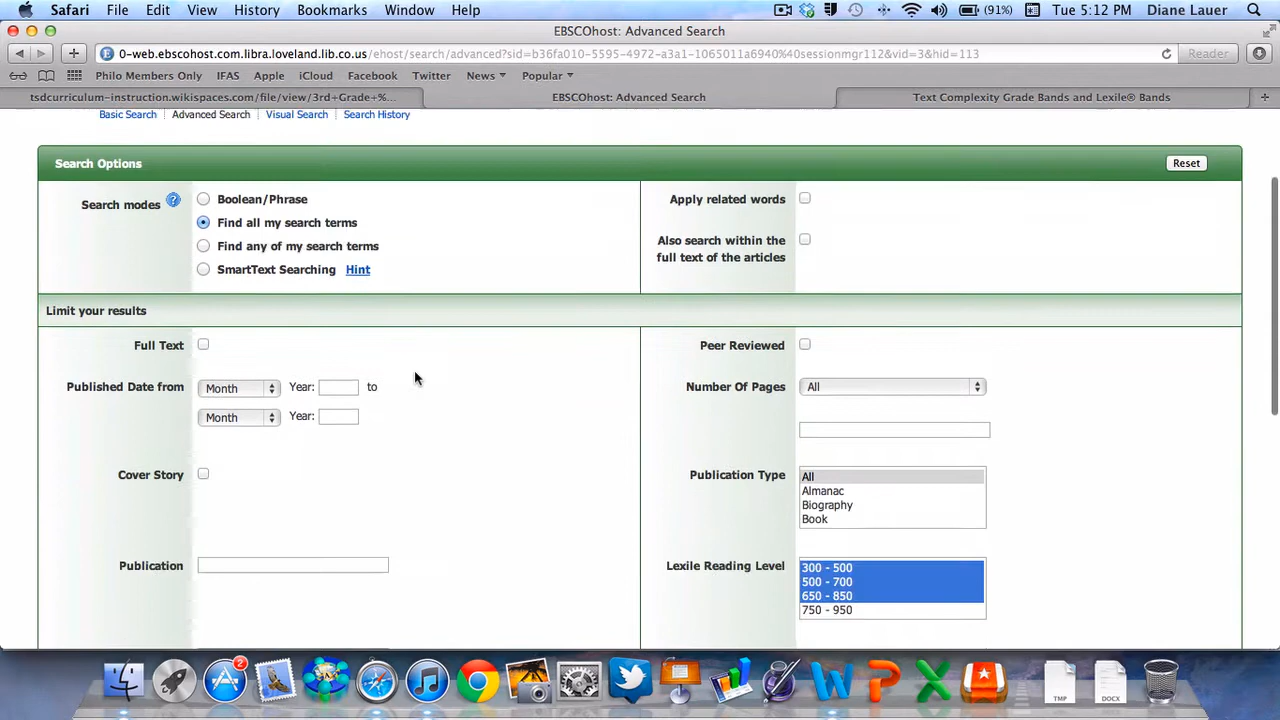 Safari File Edit View History Bookmarks Window Help (91%) Tue 5:12 PM Diane Lauer
EBSCOhost: Advanced Search
0-web.ebscohost.com.libra.loveland.lib.co.us/ehost/search/advanced?sid=b36fa010-5595-4972-a3a1-1065011a6940%40sessionmgr112&vid=3&hid=113 Reader
Philo Members Only IFAS Apple iCloud Facebook Twitter News Popular
tsdcurriculum-instruction.wikispaces.com/file/view/3rd+Grade+%... EBSCOhost: Advanced Search Text Complexity Grade Bands and Lexile® Bands
Basic Search Advanced Search Visual Search Search History
Search Options Reset
Search modes ? Boolean/Phrase Apply related words
Find all my search terms
Find any of my search terms Also search within the
full text of the articles
SmartText Searching Hint
Limit your results
Full Text Peer Reviewed
Published Date from Month Year: to Number Of Pages All
Month Year:
Cover Story Publication Type All
Almanac
Biography
Book
Publication Lexile Reading Level 300 - 500
500 - 700
650 - 850
750 - 950
2
TMP DOCX